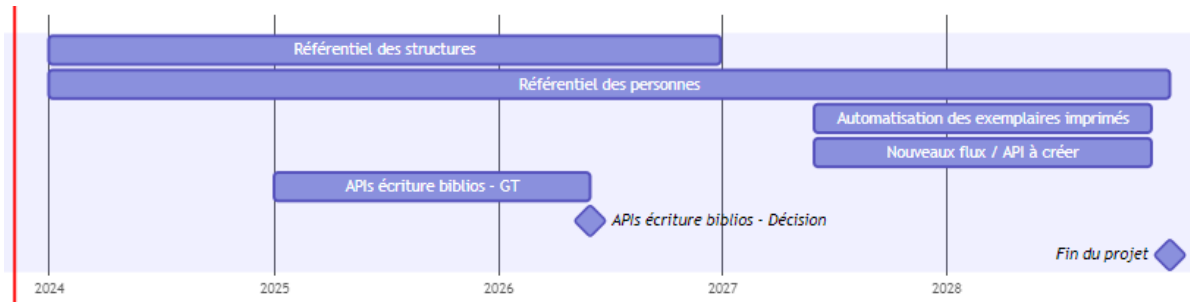 Référentiel des structures
Référentiel des personnes
Automatisation des exemplaires imprimés
Nouveaux flux / API à créer
APIs écriture biblios - GT
APIs écriture biblios - Décision
Fin du projet
2024 2025 2026 2027 2028